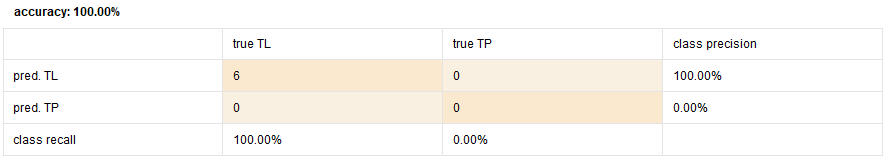 accuracy: 100.00%
true TL true TP class precision
pred. TL 6 0 100.00%
pred. TP 0 0 0.00%
class recall 100.00% 0.00%